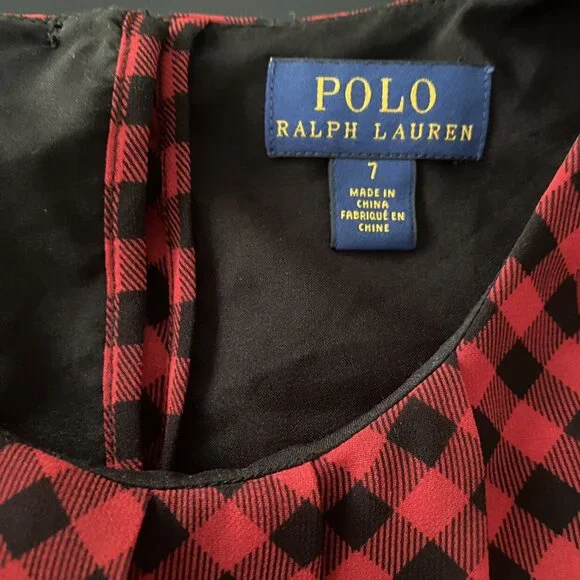 POLO
RALPH LAUREN
7
MADE IN
CHINA
FABRIQUÉ EN
CHINE